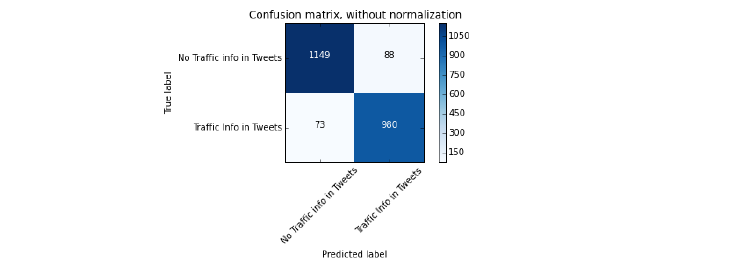 Confusion matrix, without normalization
No Traffic info in Tweets
1149
88
Traffic Info in Tweets
73
980
True label
1050
900
750
600
450
300
150
No Traffic info in Tweets
Traffic Info in Tweets
Predicted label